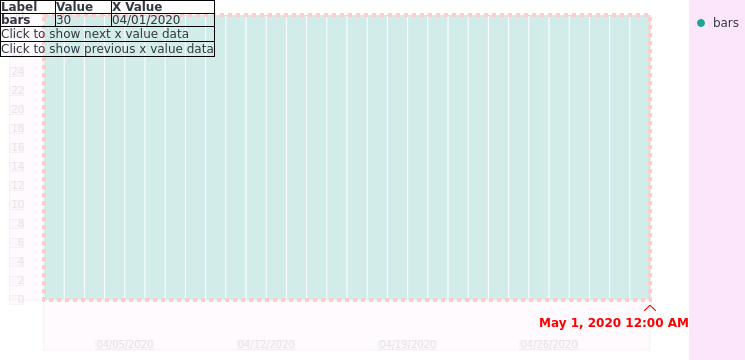 Label Value X Value
bars 30 04/01/2020
Click to show next x value data
Click to show previous x value data
bars
24
22
20
18
16
14
12
10
8
6
4
2
0
May 1, 2020 12:00 AM
04/05/2020 04/12/2020 04/19/2020 04/26/2020